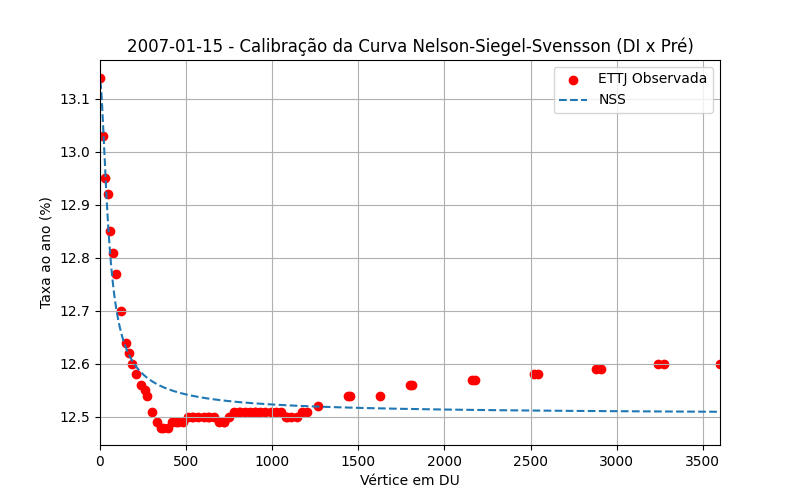 2007-01-15 - Calibração da Curva Nelson-Siegel-Svensson (DI x Pré)
ETTJ Observada
NSS
Taxa ao ano (%)
13.1
13.0
12.9
12.8
12.7
12.6
12.5
0 500 1000 1500 2000 2500 3000 3500
Vértice em DU